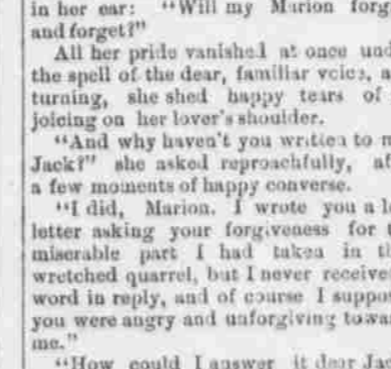 in her ear: "Will my Marion forg
and forget?"
All her pride vanished at once und
the spell of the dear, familiar voice, a
turning, she shed happy tears of
joicing on her lover's shoulder.
"And why haven't you written to m
Jack?" she asked reproachfully, aft
a few moments of happy converse.
"I did, Marion. I wrote you a lo
letter asking your forgiveness for t
miserable part I had taken in th
wretched quarrel, but I never receive
word in reply, and of course I suppo
you were angry and unforgiving towa
me."
"How could I answer it dear Jac